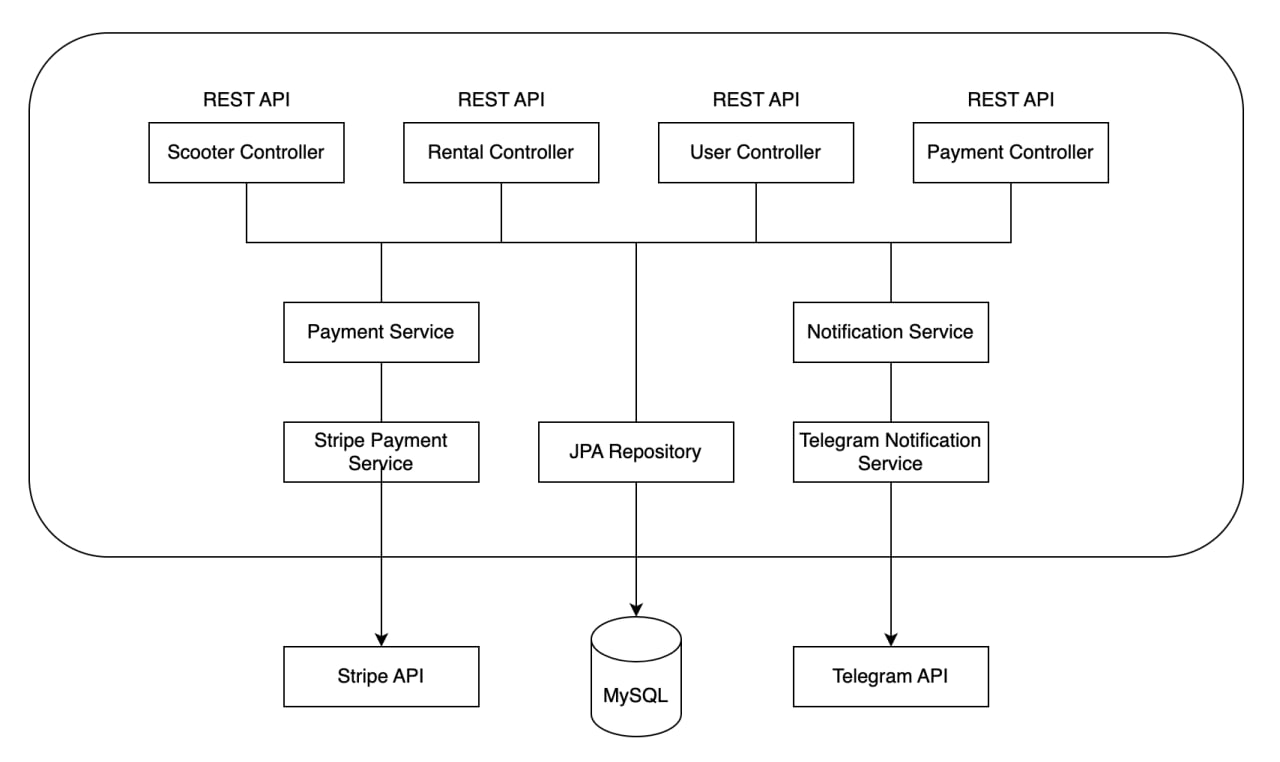 REST API
REST API
REST API
REST API
Scooter Controller
Rental Controller
User Controller
Payment Controller
Payment Service
Notification Service
Stripe Payment
Service
JPA Repository
Telegram Notification
Service
Stripe API
MySQL
Telegram API